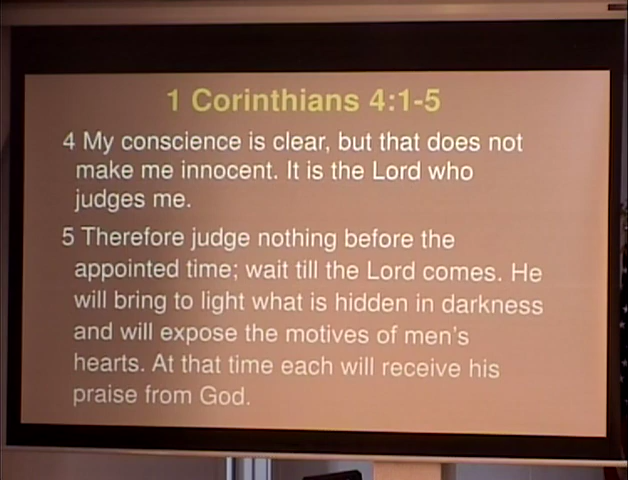 1 Corinthians 4:1-5
4 My conscience is clear, but that does not
make me innocent. It is the Lord who
judges me.
5 Therefore judge nothing before the
appointed time; wait till the Lord comes. He
will bring to light what is hidden in darkness
and will expose the motives of men's
hearts. At that time each will receive his
praise from God.